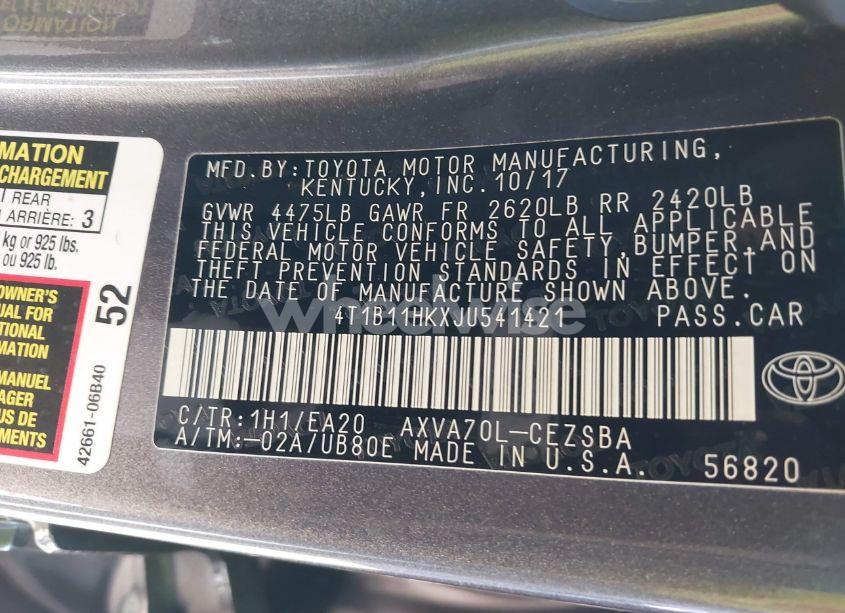 MATION
CHARGEMENT
REAR
ARRIÈRE: 3
kg or 925 lbs.
ou 925 lb.
OWNER'S
UAL FOR
TIONAL
MATION
MANUEL
AGER
US DE
EMENTS.
52
42661-06B40
MFD.BY:TOYOTA MOTOR MANUFACTURING,
KENTUCKY,INC.10/17
GVWR 4475LB GAWR FR 2620LB RR 2420LB
THIS VEHICLE CONFORMS TO ALL APPLICABLE
FEDERAL MOTOR VEHICLE SAFETY,BUMPER,AND
THEFT PREVENTION STANDARDS IN EFFECT ON
THE DATE OF MANUFACTURE SHOWN ABOVE.
4T1B11HKXJU541421 PASS.CAR
wheelwise
C/TR:1H1/EA20 AXVA70L-CEZSBA
A/TM:-02A/UB80E MADE IN U.S.A. 56820